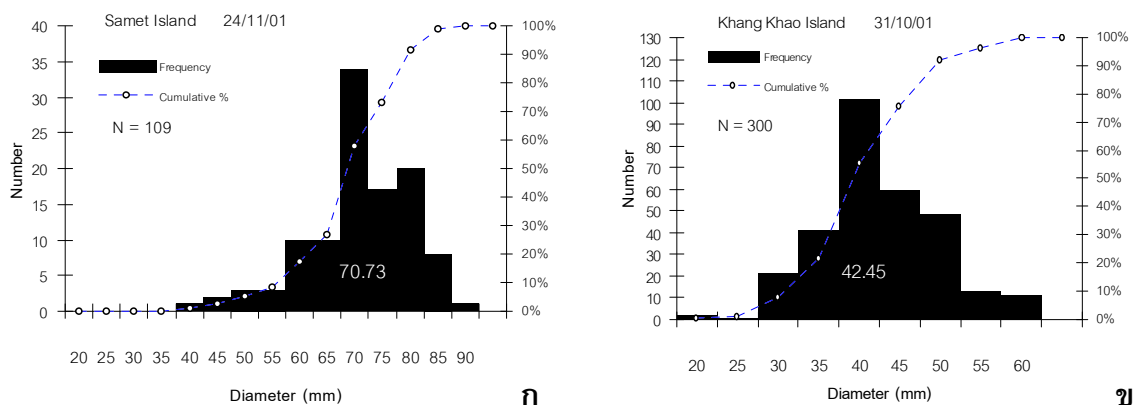 Samet Island 24/11/01
40
35
30
25
20
15
10
5
0
Number
Frequency
Cumulative %
N = 109
70.73
100%
90%
80%
70%
60%
50%
40%
30%
20%
10%
0%
20 25 30 35 40 45 50 55 60 65 70 75 80 85 90
Diameter (mm)
ก
Khang Khao Island 31/10/01
130
120
110
100
90
80
70
60
50
40
30
20
10
0
Number
Frequency
Cumulative %
N = 300
42.45
100%
90%
80%
70%
60%
50%
40%
30%
20%
10%
0%
20 25 30 35 40 45 50 55 60
Diameter (mm)
ข